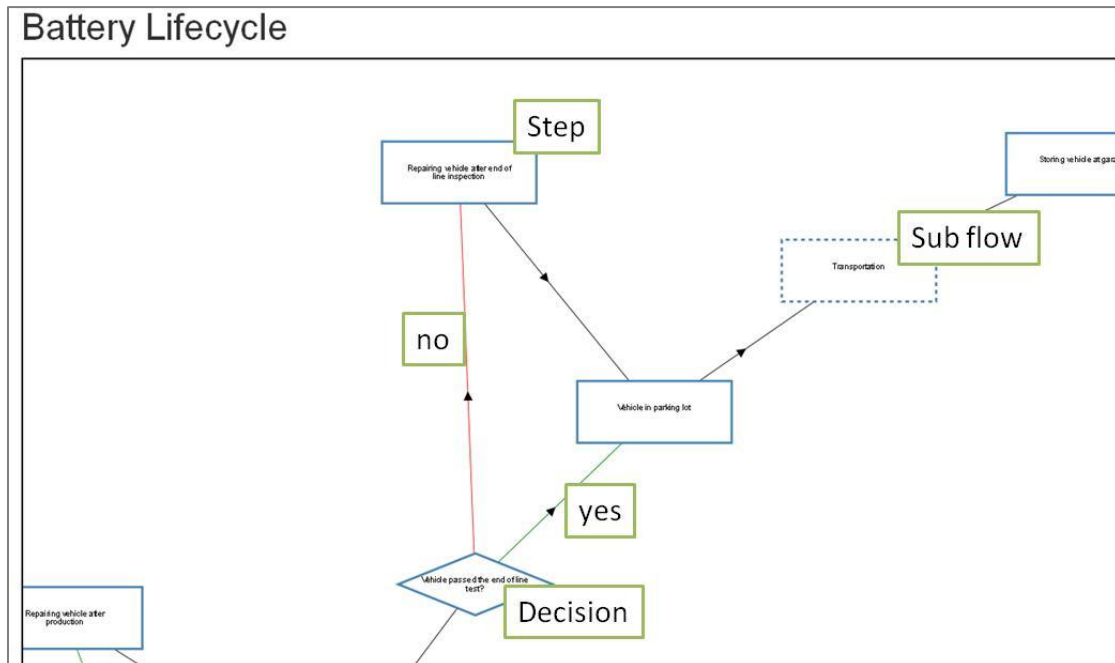 Battery Lifecycle
Step
Repairing vehicle after end of
line inspection
Storing vehicle at gara
Sub flow
Transportation
no
Vehicle in parking lot
yes
Vehicle passed the end of line
test?
Decision
Repairing vehicle after
production